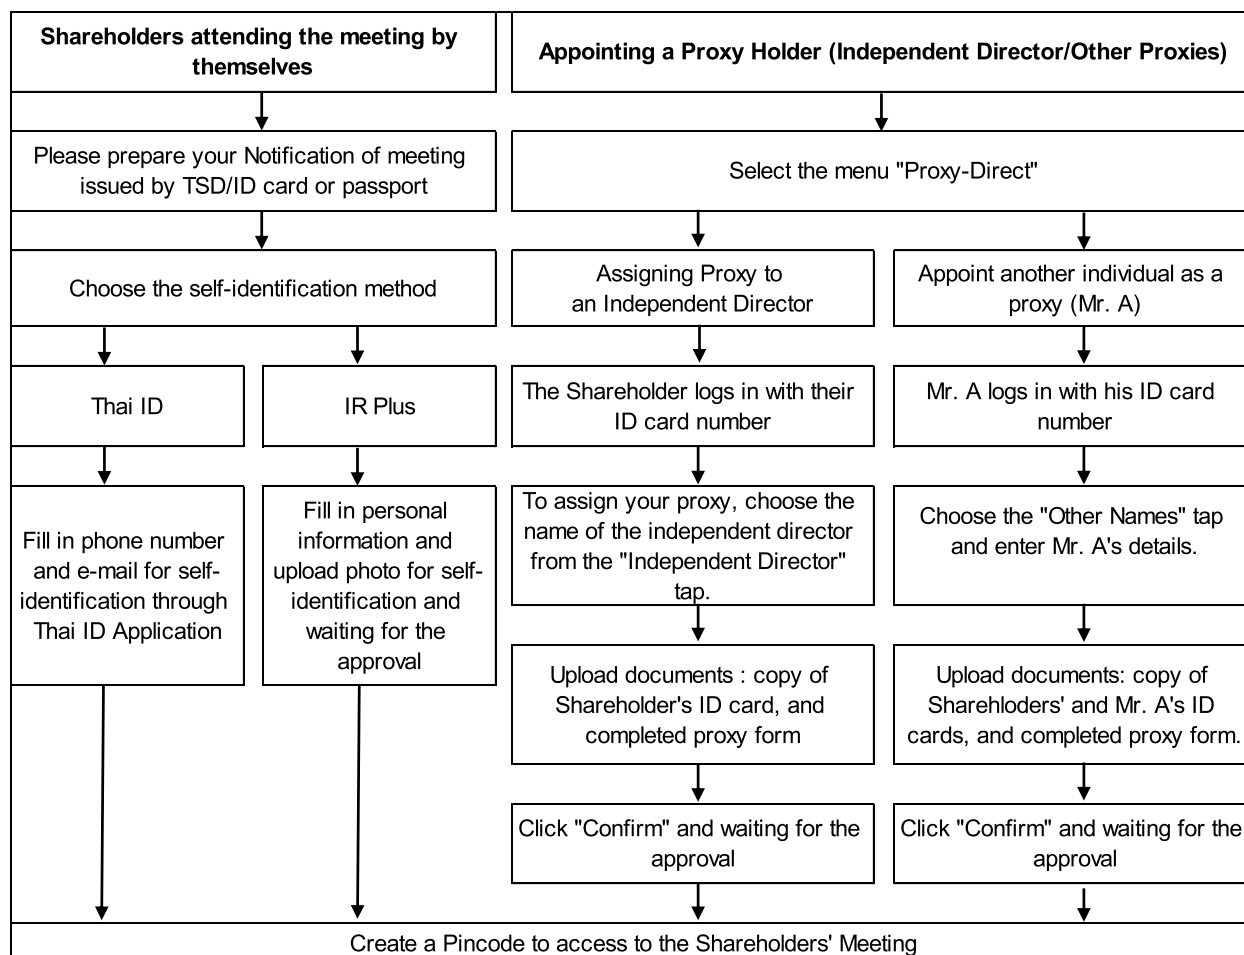 Shareholders attending the meeting by
themselves
Appointing a Proxy Holder (Independent Director/Other Proxies)
Please prepare your Notification of meeting
issued by TSD/ID card or passport
Select the menu "Proxy-Direct"
Choose the self-identification method
Assigning Proxy to
an Independent Director
Appoint another individual as a
proxy (Mr. A)
Thai ID
IR Plus
The Shareholder logs in with their
ID card number
Mr. A logs in with his ID card
number
Fill in phone number
and e-mail for self-
identification through
Thai ID Application
Fill in personal
information and
upload photo for self-
identification and
waiting for the
approval
To assign your proxy, choose the
name of the independent director
from the "Independent Director"
tap.
Choose the "Other Names" tap
and enter Mr. A's details.
Upload documents : copy of
Shareholder's ID card, and
completed proxy form
Upload documents: copy of
Sharehloders' and Mr. A's ID
cards, and completed proxy form.
Click "Confirm" and waiting for the
approval
Click "Confirm" and waiting for the
approval
Create a Pincode to access to the Shareholders' Meeting